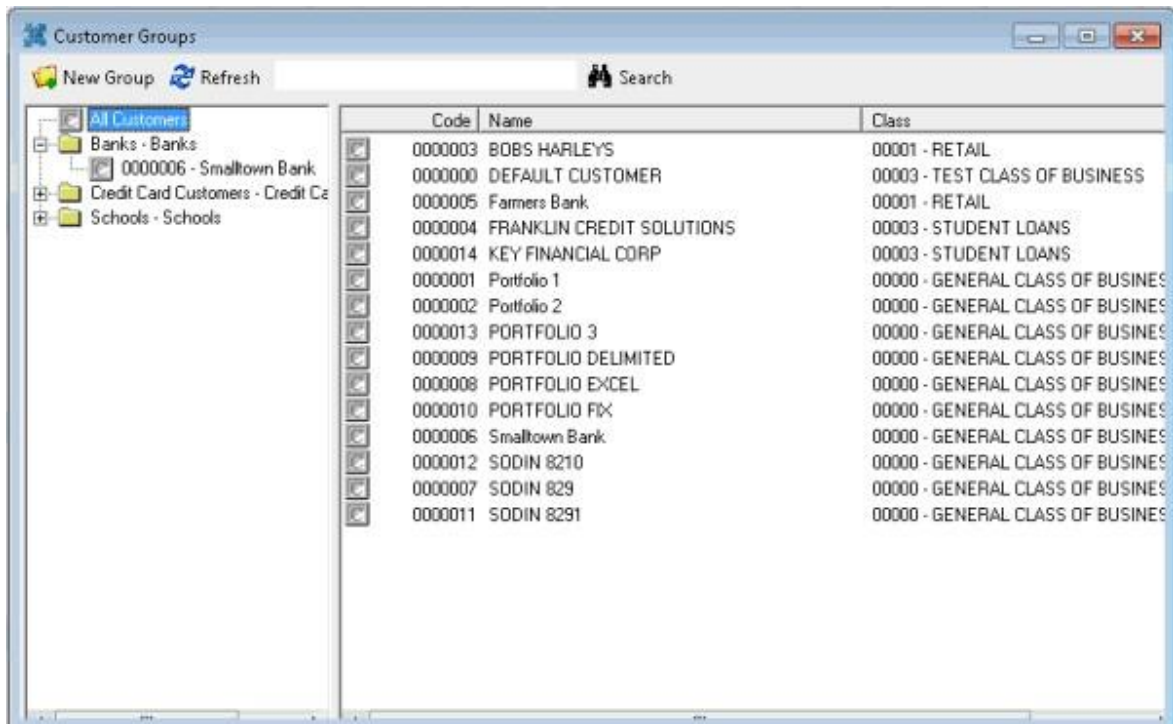 Customer Groups
New Group Refresh Search
All Customers
Banks - Banks
0000006 - Smalltown Bank
Credit Card Customers - Credit Ca
Schools - Schools
Code Name Class
0000003 BOBS HARLEYS 00001 - RETAIL
0000000 DEFAULT CUSTOMER 00003 - TEST CLASS OF BUSINESS
0000005 Farmers Bank 00001 - RETAIL
0000004 FRANKLIN CREDIT SOLUTIONS 00003 - STUDENT LOANS
0000014 KEY FINANCIAL CORP 00003 - STUDENT LOANS
0000001 Portfolio 1 00000 - GENERAL CLASS OF BUSINES
0000002 Portfolio 2 00000 - GENERAL CLASS OF BUSINES
0000013 PORTFOLIO 3 00000 - GENERAL CLASS OF BUSINES
0000009 PORTFOLIO DELIMITED 00000 - GENERAL CLASS OF BUSINES
0000008 PORTFOLIO EXCEL 00000 - GENERAL CLASS OF BUSINES
0000010 PORTFOLIO FIX 00000 - GENERAL CLASS OF BUSINES
0000006 Smalltown Bank 00000 - GENERAL CLASS OF BUSINES
0000012 SODIN 8210 00000 - GENERAL CLASS OF BUSINES
0000007 SODIN 829 00000 - GENERAL CLASS OF BUSINES
0000011 SODIN 8291 00000 - GENERAL CLASS OF BUSINES